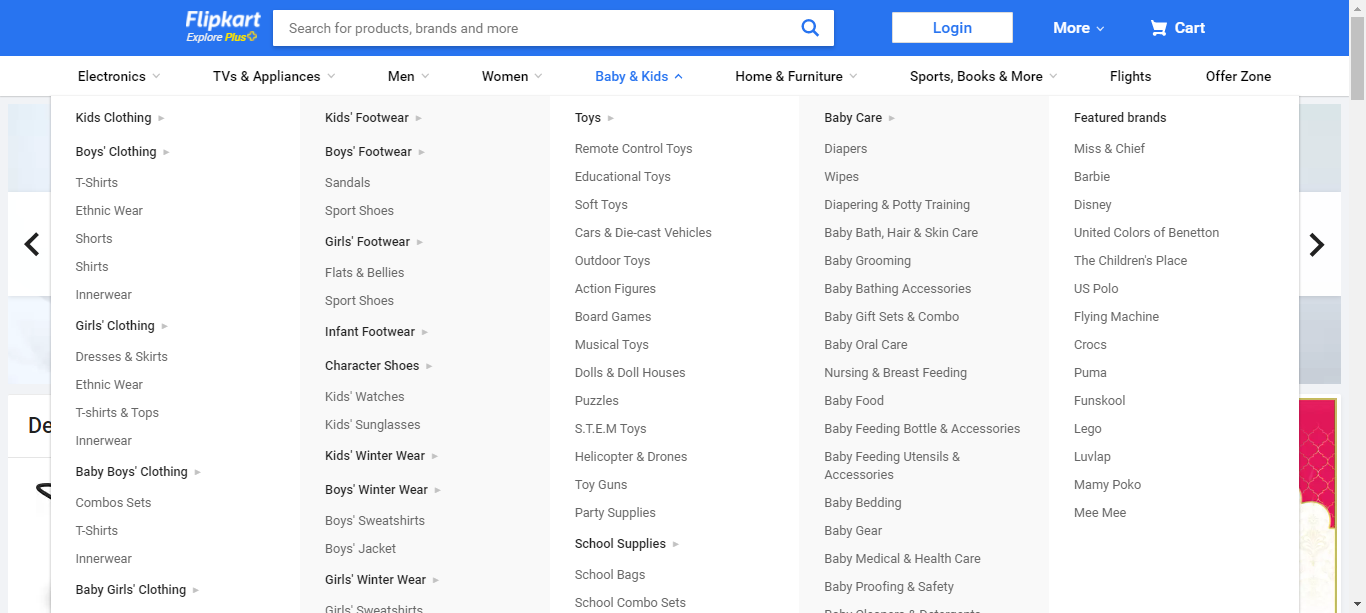 Flipkart
Explore Plus
Search for products, brands and more
Login
More
Cart
Electronics
TVs & Appliances
Men
Women
Baby & Kids
Home & Furniture
Sports, Books & More
Flights
Offer Zone
Kids Clothing
Boys' Clothing
T-Shirts
Ethnic Wear
Shorts
Shirts
Innerwear
Girls' Clothing
Dresses & Skirts
Ethnic Wear
T-shirts & Tops
Innerwear
Baby Boys' Clothing
Combos Sets
T-Shirts
Innerwear
Baby Girls' Clothing
Kids' Footwear
Boys' Footwear
Sandals
Sport Shoes
Girls' Footwear
Flats & Bellies
Sport Shoes
Infant Footwear
Character Shoes
Kids' Watches
Kids' Sunglasses
Kids' Winter Wear
Boys' Winter Wear
Boys' Sweatshirts
Boys' Jacket
Girls' Winter Wear
Girls' Sweatshirts
Toys
Remote Control Toys
Educational Toys
Soft Toys
Cars & Die-cast Vehicles
Outdoor Toys
Action Figures
Board Games
Musical Toys
Dolls & Doll Houses
Puzzles
S.T.E.M Toys
Helicopter & Drones
Toy Guns
Party Supplies
School Supplies
School Bags
School Combo Sets
Baby Care
Diapers
Wipes
Diapering & Potty Training
Baby Bath, Hair & Skin Care
Baby Grooming
Baby Bathing Accessories
Baby Gift Sets & Combo
Baby Oral Care
Nursing & Breast Feeding
Baby Food
Baby Feeding Bottle & Accessories
Baby Feeding Utensils &
Accessories
Baby Bedding
Baby Gear
Baby Medical & Health Care
Baby Proofing & Safety
Baby Cleaners & Detergents
Featured brands
Miss & Chief
Barbie
Disney
United Colors of Benetton
The Children's Place
US Polo
Flying Machine
Crocs
Puma
Funskool
Lego
Luvlap
Mamy Poko
Mee Mee
De